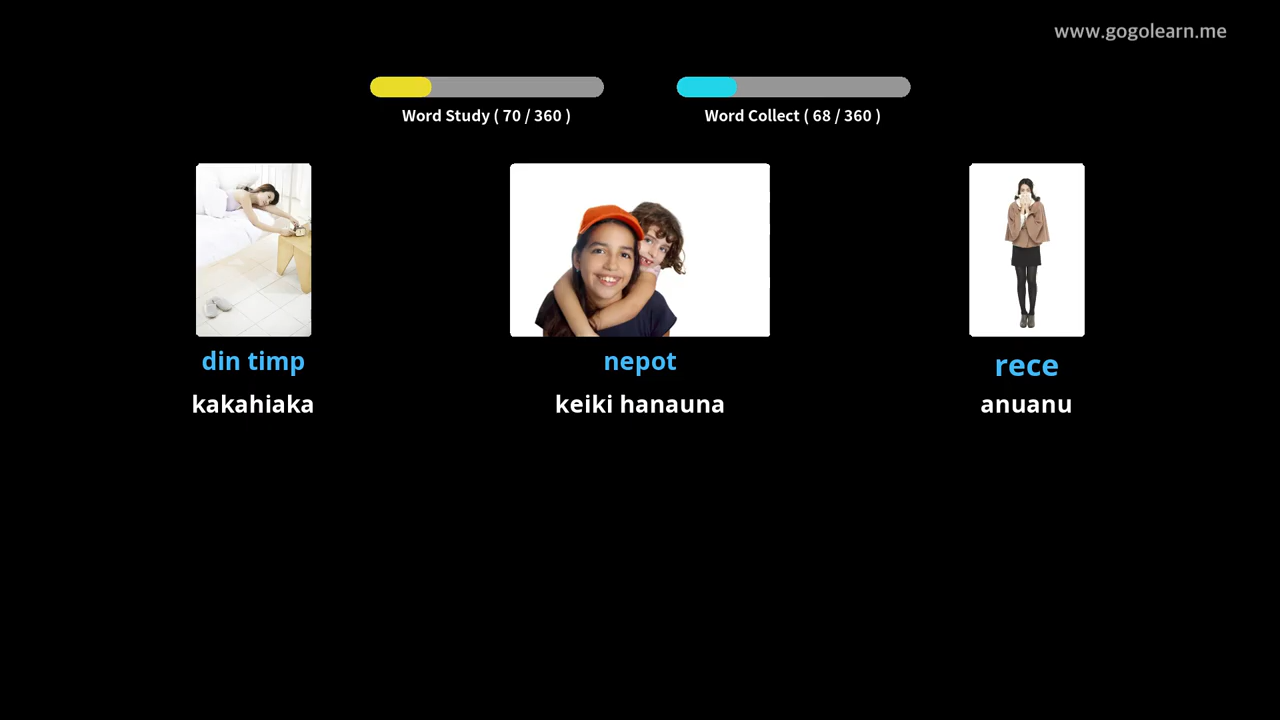 www.gogolearn.me
Word Study ( 70 / 360 )
Word Collect ( 68 / 360 )
din timp
nepot
rece
kakahiaka
keiki hanauna
anuanu